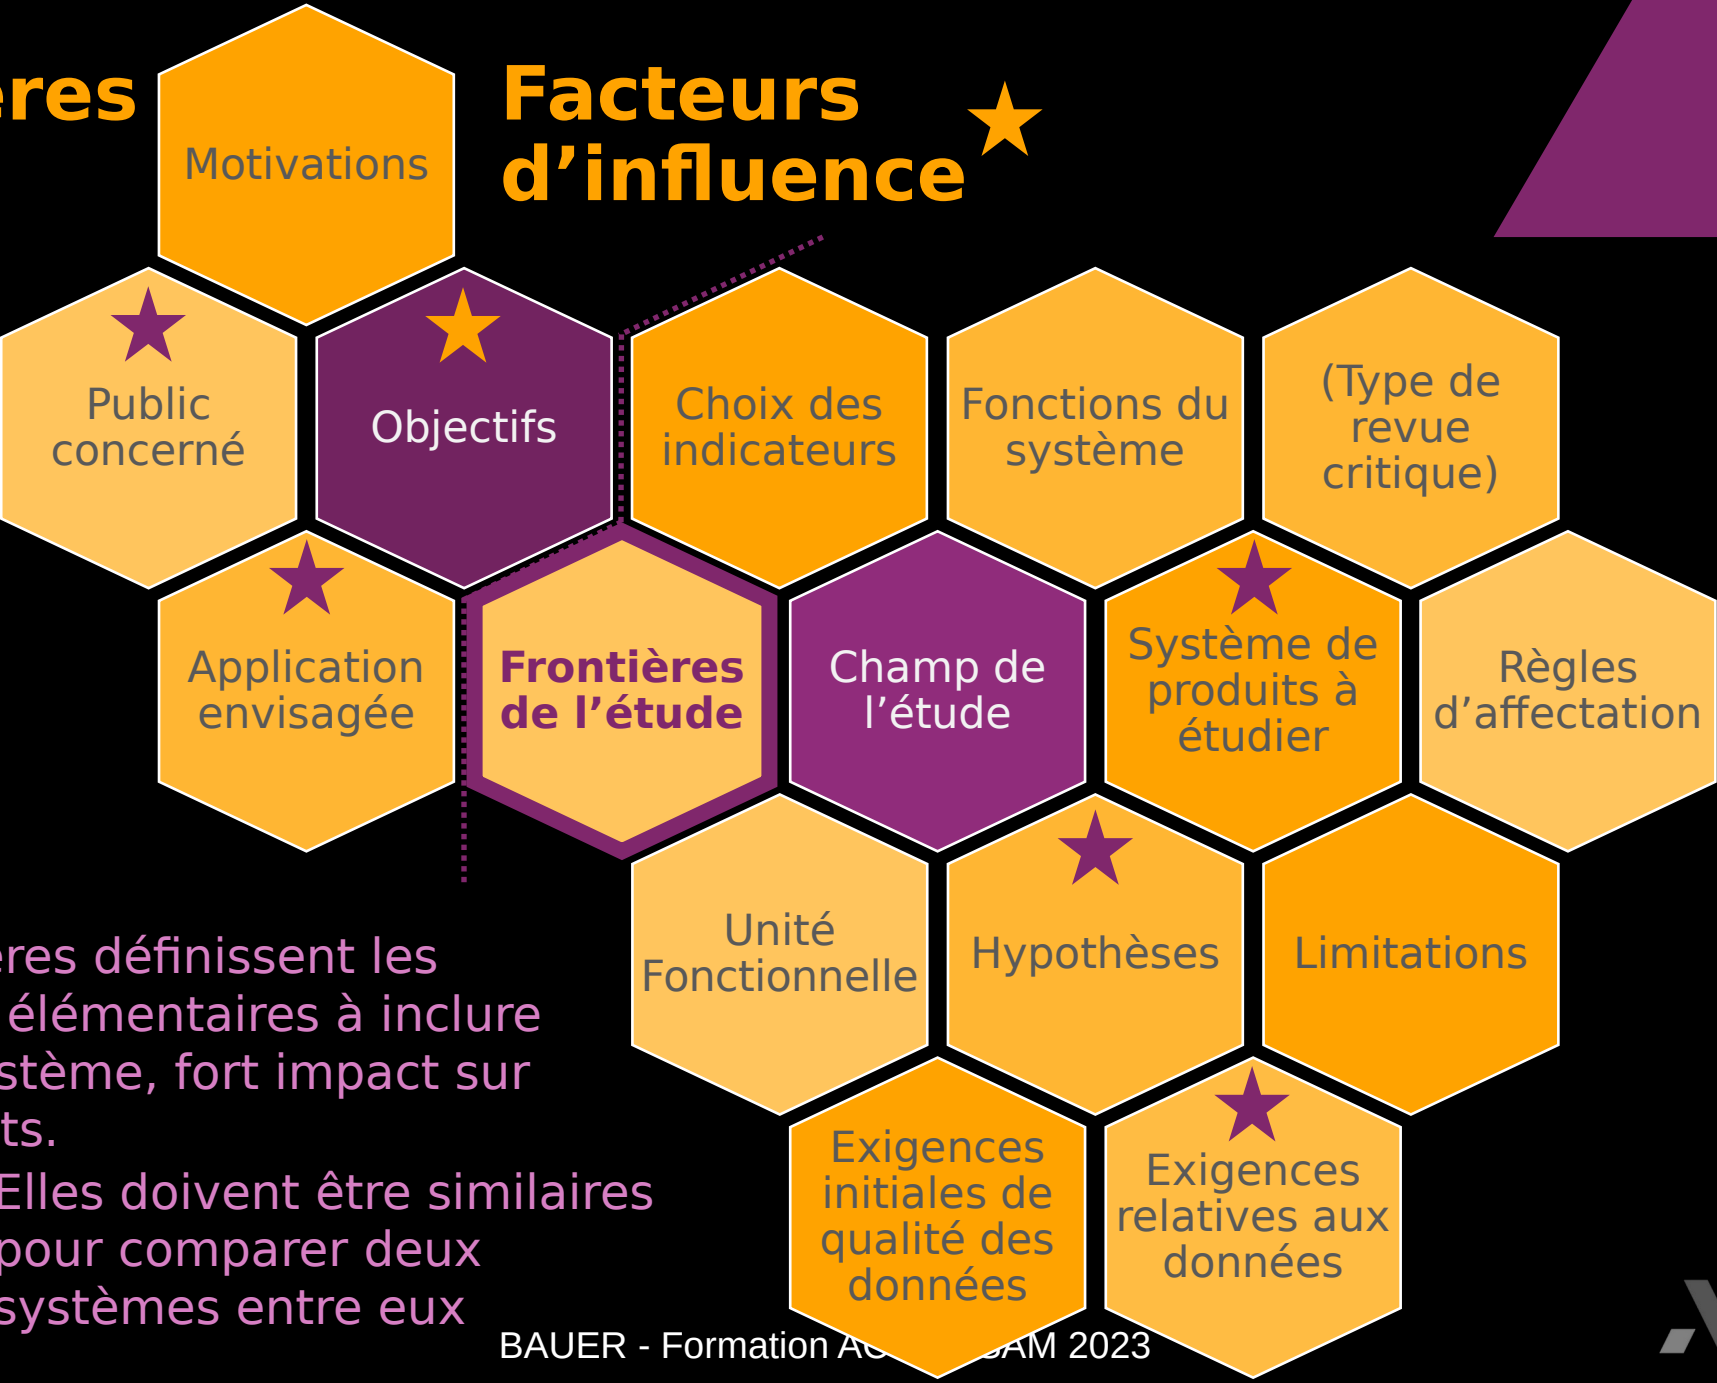 ères
Facteurs
d’influence
Motivations
Public
concerné
Objectifs
Choix des
indicateurs
Fonctions du
système
(Type de
revue
critique)
Application
envisagée
Frontières
de l’étude
Champ de
l’étude
Système de
produits à
étudier
Règles
d’affectation
Unité
Fonctionnelle
Hypothèses
Limitations
ères définissent les
élémentaires à inclure
stème, fort impact sur
ts.
Elles doivent être similaires
pour comparer deux
systèmes entre eux
Exigences
initiales de
qualité des
données
Exigences
relatives aux
données
BAUER - Formation AM 2023